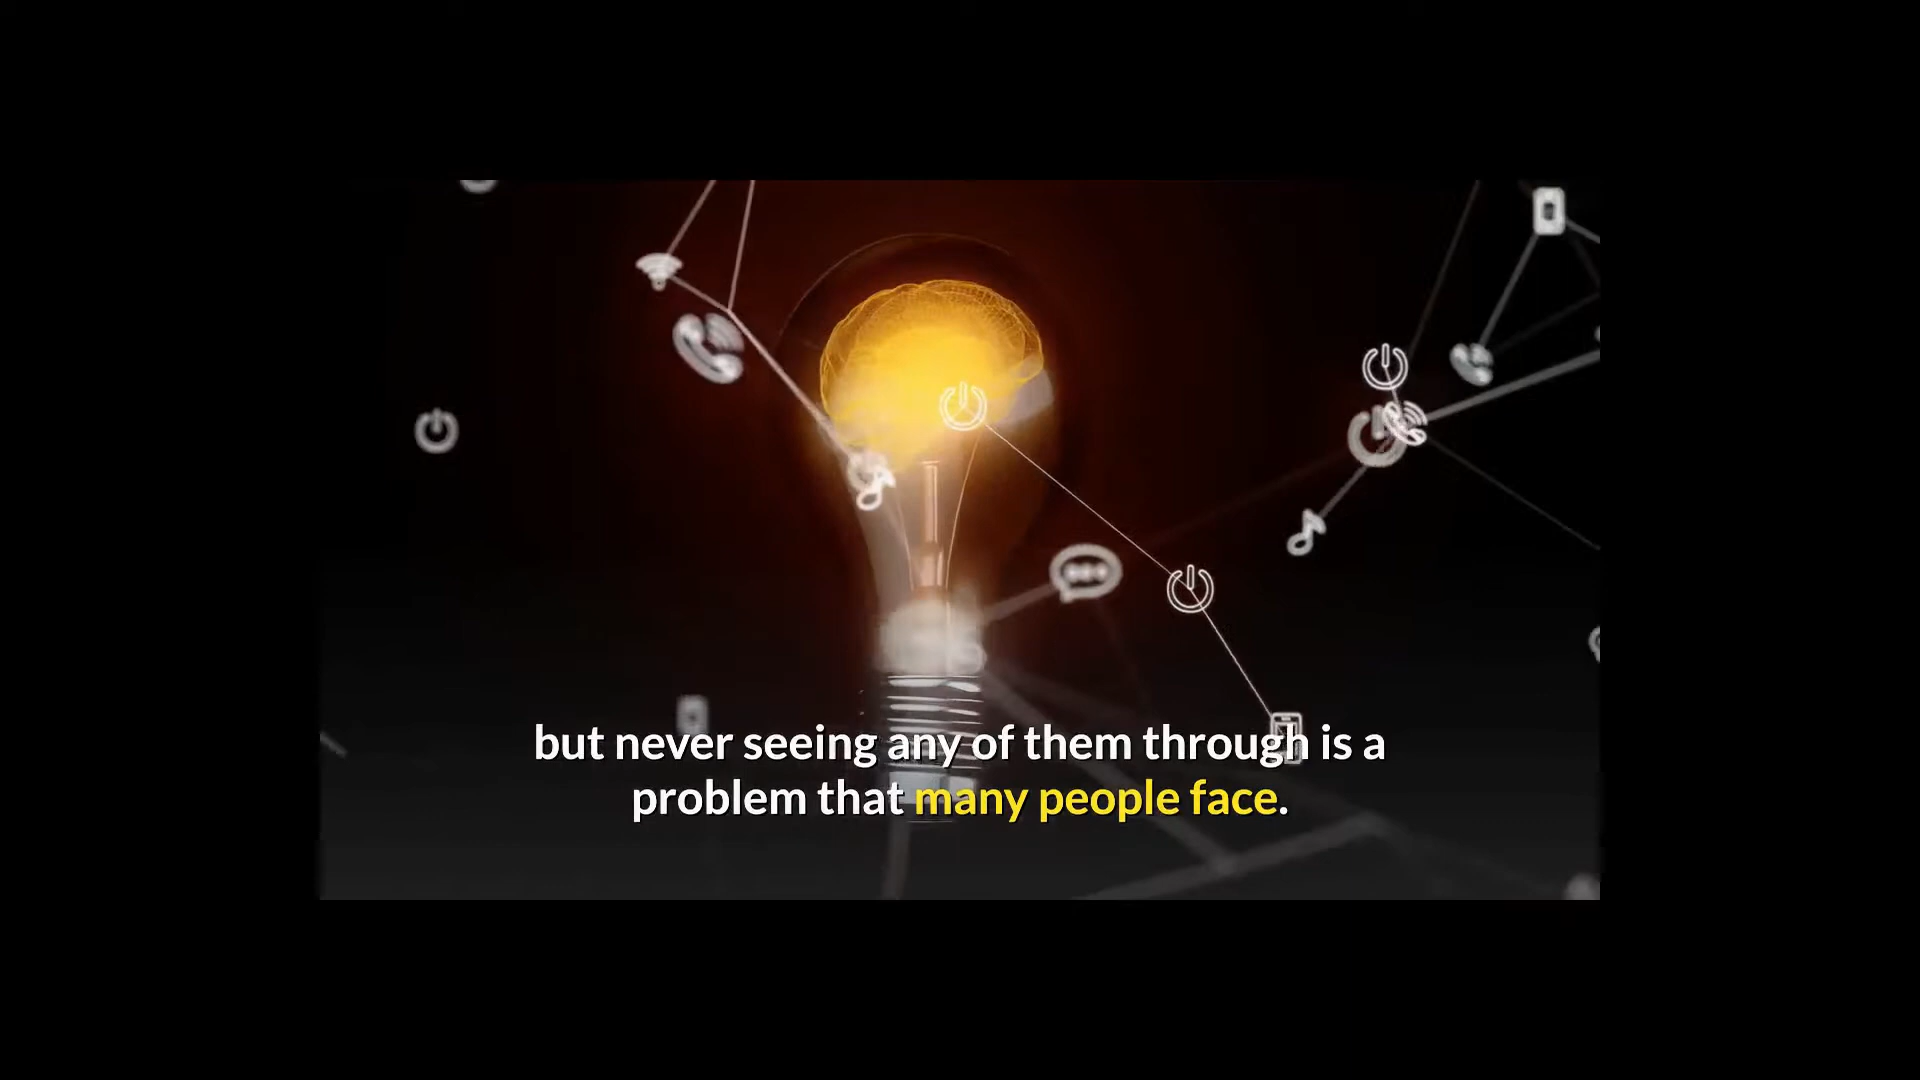 but never seeing any of them through is a
problem that many people face.